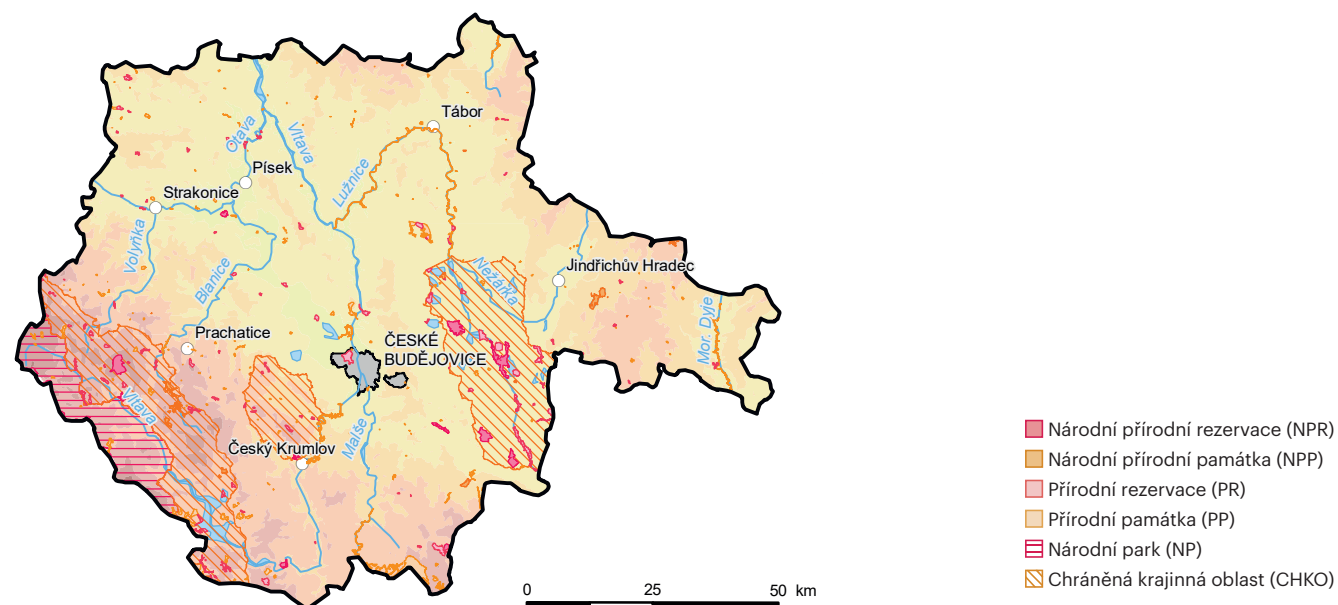 Tábor
Otava
Vltava
Lužnice
Písek
Strakonice
Volyňka
Blanice
Nežárka
Jindřichův Hradec
Mor. Dyje
Prachatice
ČESKÉ
BUDĚJOVICE
Vltava
Malše
Český Krumlov
0 25 50 km
Národní přírodní rezervace (NPR)
Národní přírodní památka (NPP)
Přírodní rezervace (PR)
Přírodní památka (PP)
Národní park (NP)
Chráněná krajinná oblast (CHKO)